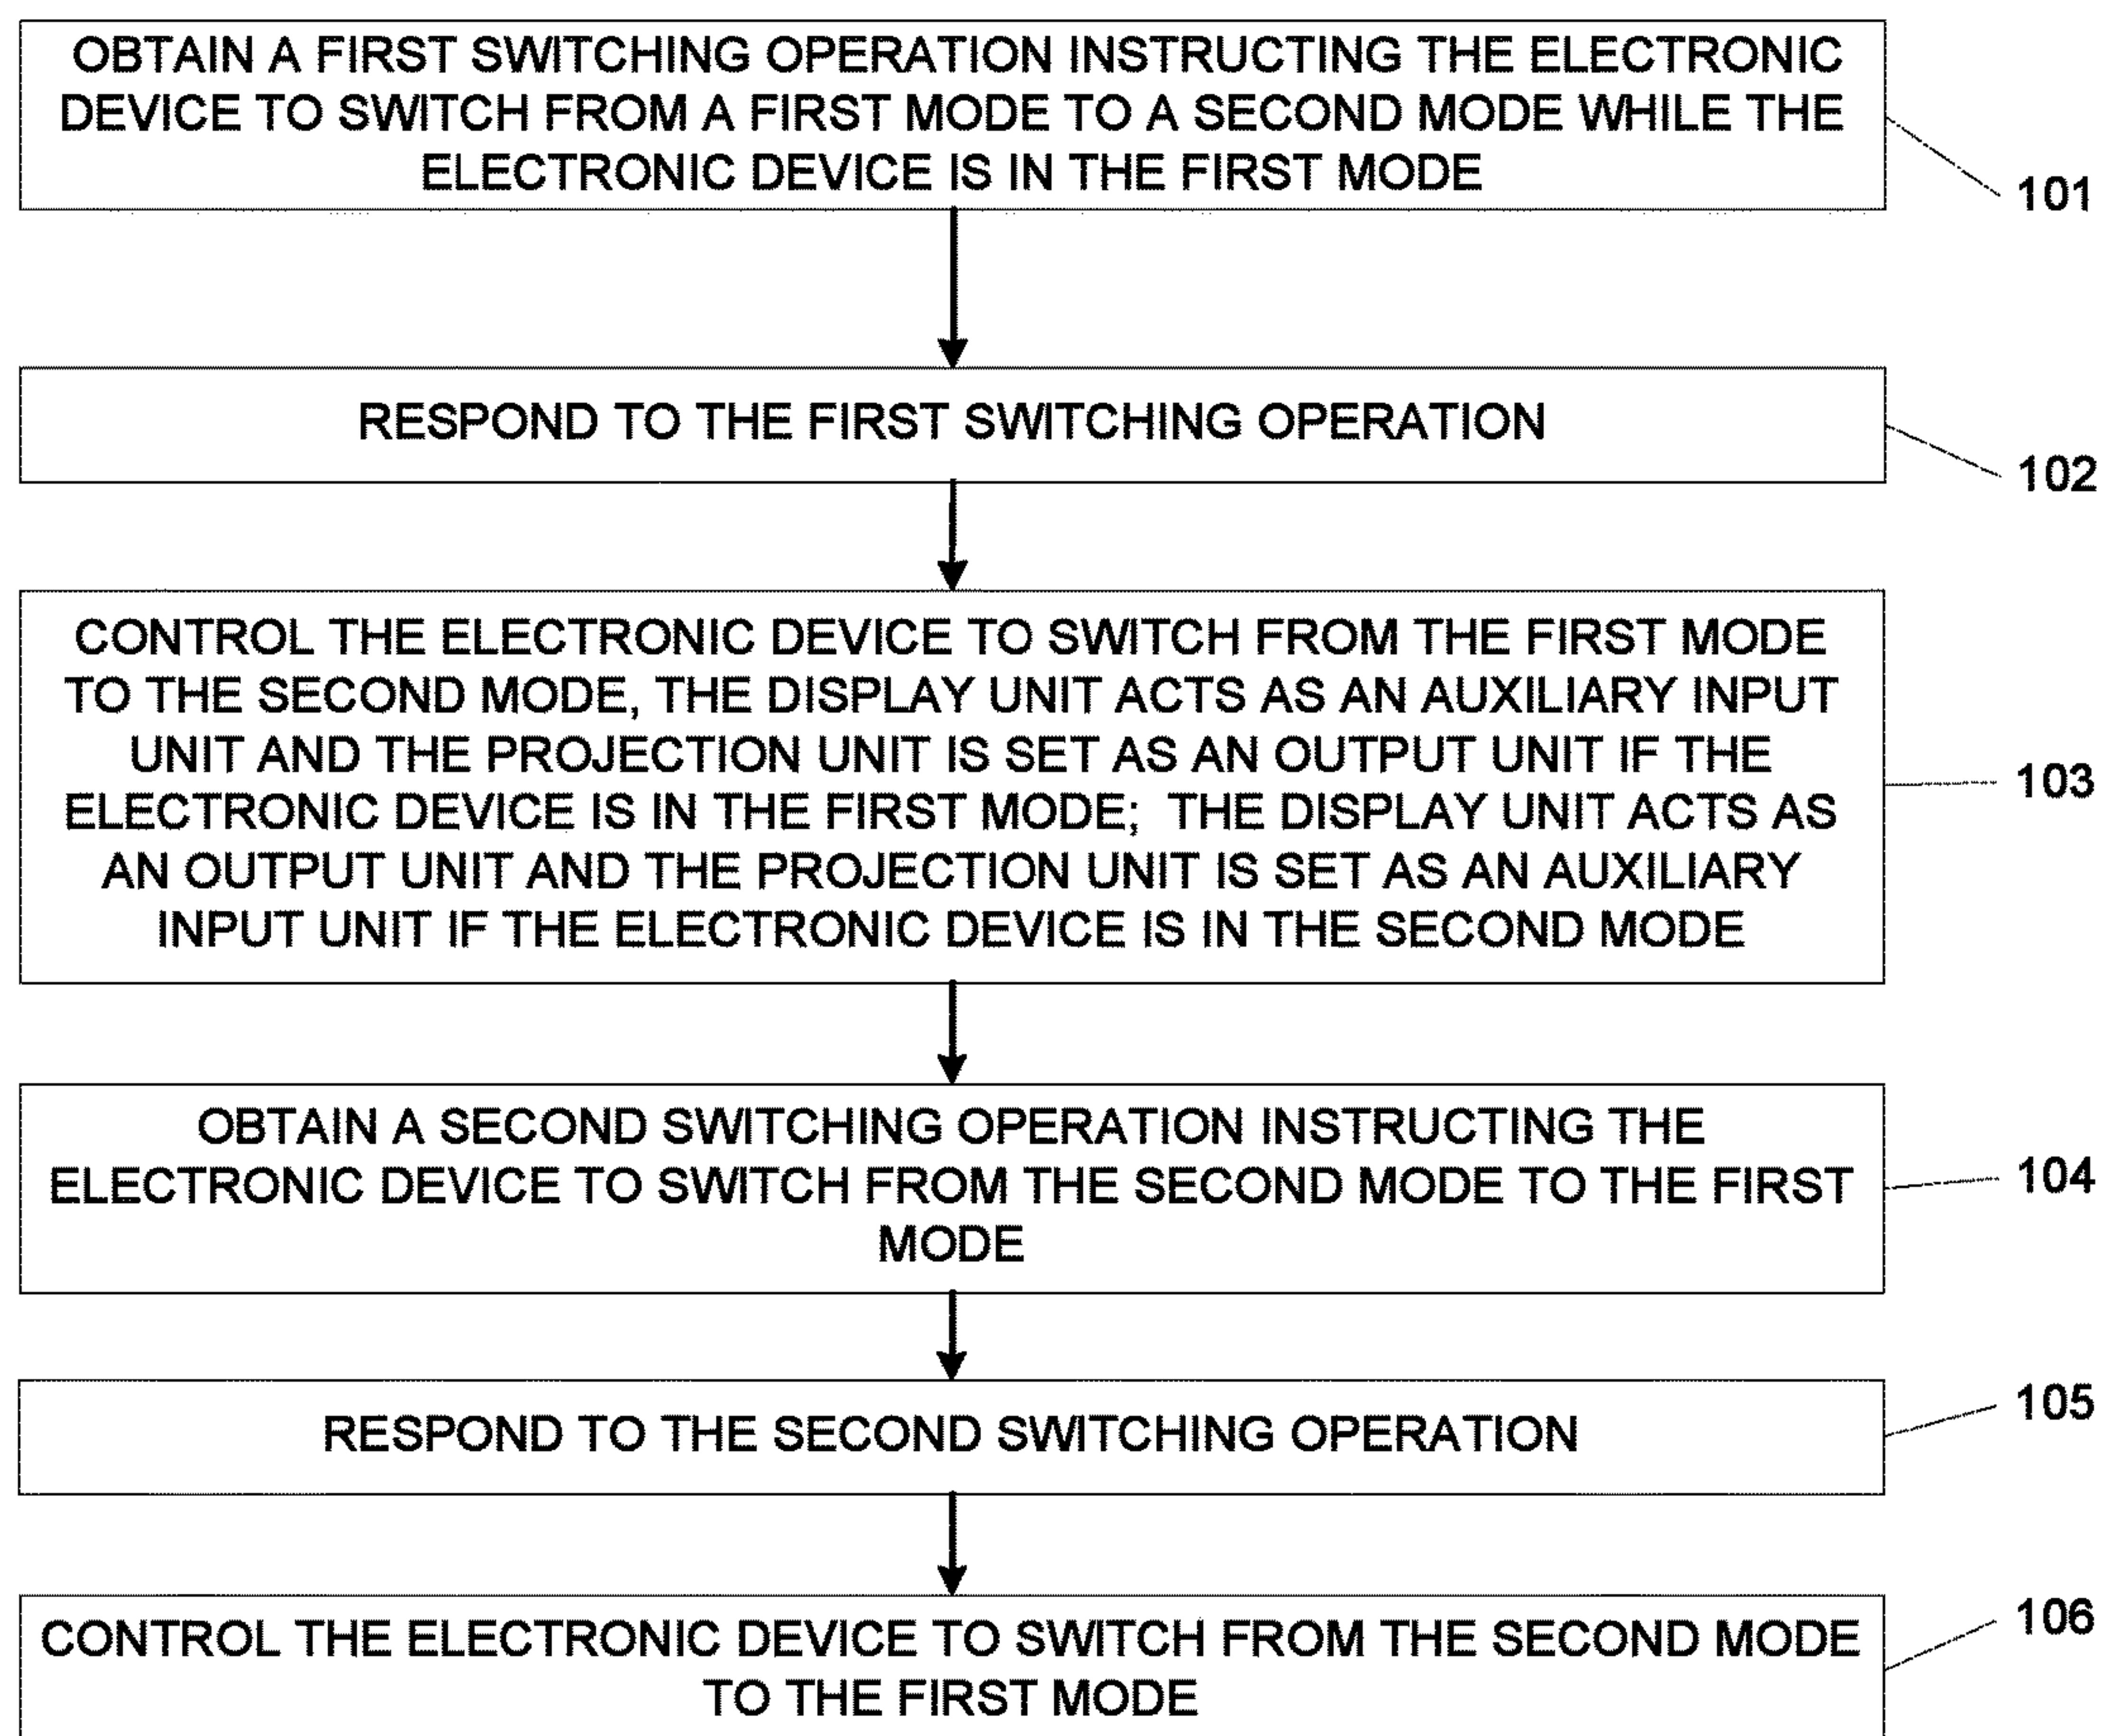 OBTAIN A FIRST SWITCHING OPERATION INSTRUCTING THE ELECTRONIC
DEVICE TO SWITCH FROM A FIRST MODE TO A SECOND MODE WHILE THE
ELECTRONIC DEVICE IS IN THE FIRST MODE
101
RESPOND TO THE FIRST SWITCHING OPERATION
102
CONTROL THE ELECTRONIC DEVICE TO SWITCH FROM THE FIRST MODE
TO THE SECOND MODE, THE DISPLAY UNIT ACTS AS AN AUXILIARY INPUT
UNIT AND THE PROJECTION UNIT IS SET AS AN OUTPUT UNIT IF THE
ELECTRONIC DEVICE IS IN THE FIRST MODE; THE DISPLAY UNIT ACTS AS
AN OUTPUT UNIT AND THE PROJECTION UNIT IS SET AS AN AUXILIARY
INPUT UNIT IF THE ELECTRONIC DEVICE IS IN THE SECOND MODE
103
OBTAIN A SECOND SWITCHING OPERATION INSTRUCTING THE
ELECTRONIC DEVICE TO SWITCH FROM THE SECOND MODE TO THE FIRST
MODE
104
RESPOND TO THE SECOND SWITCHING OPERATION
105
CONTROL THE ELECTRONIC DEVICE TO SWITCH FROM THE SECOND MODE
TO THE FIRST MODE
106